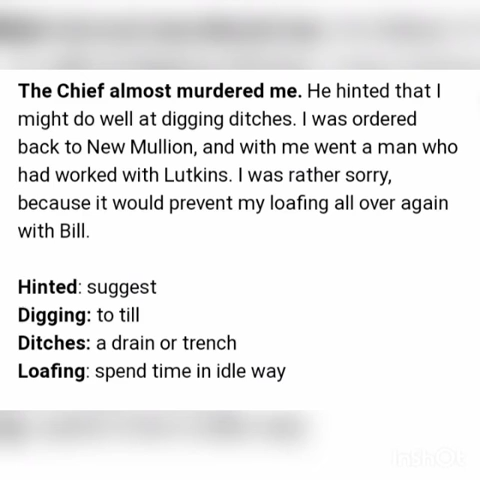 The Chief almost murdered me. He hinted that I
might do well at digging ditches. I was ordered
back to New Mullion, and with me went a man who
had worked with Lutkins. I was rather sorry,
because it would prevent my loafing all over again
with Bill.
Hinted: suggest
Digging: to till
Ditches: a drain or trench
Loafing: spend time in idle way